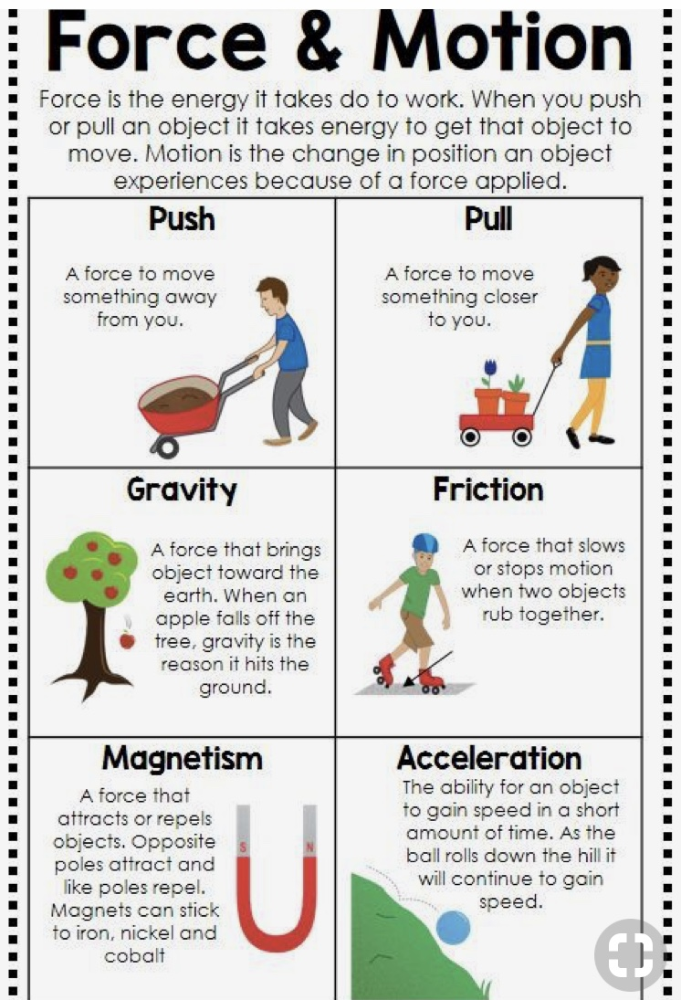 Force & Motion
Force is the energy it takes do to work. When you push
or pull an object it takes energy to get that object to
move. Motion is the change in position an object
experiences because of a force applied.
Push
A force to move
something away
from you.
Pull
A force to move
something closer
to you.
Gravity
A force that brings
object toward the
earth. When an
apple falls off the
tree, gravity is the
reason it hits the
ground.
Friction
A force that slows
or stops motion
when two objects
rub together.
Magnetism
A force that
attracts or repels
objects. Opposite
poles attract and
like poles repel.
Magnets can stick
to iron, nickel and
cobalt
S N
Acceleration
The ability for an object
to gain speed in a short
amount of time. As the
ball rolls down the hill it
will continue to gain
speed.